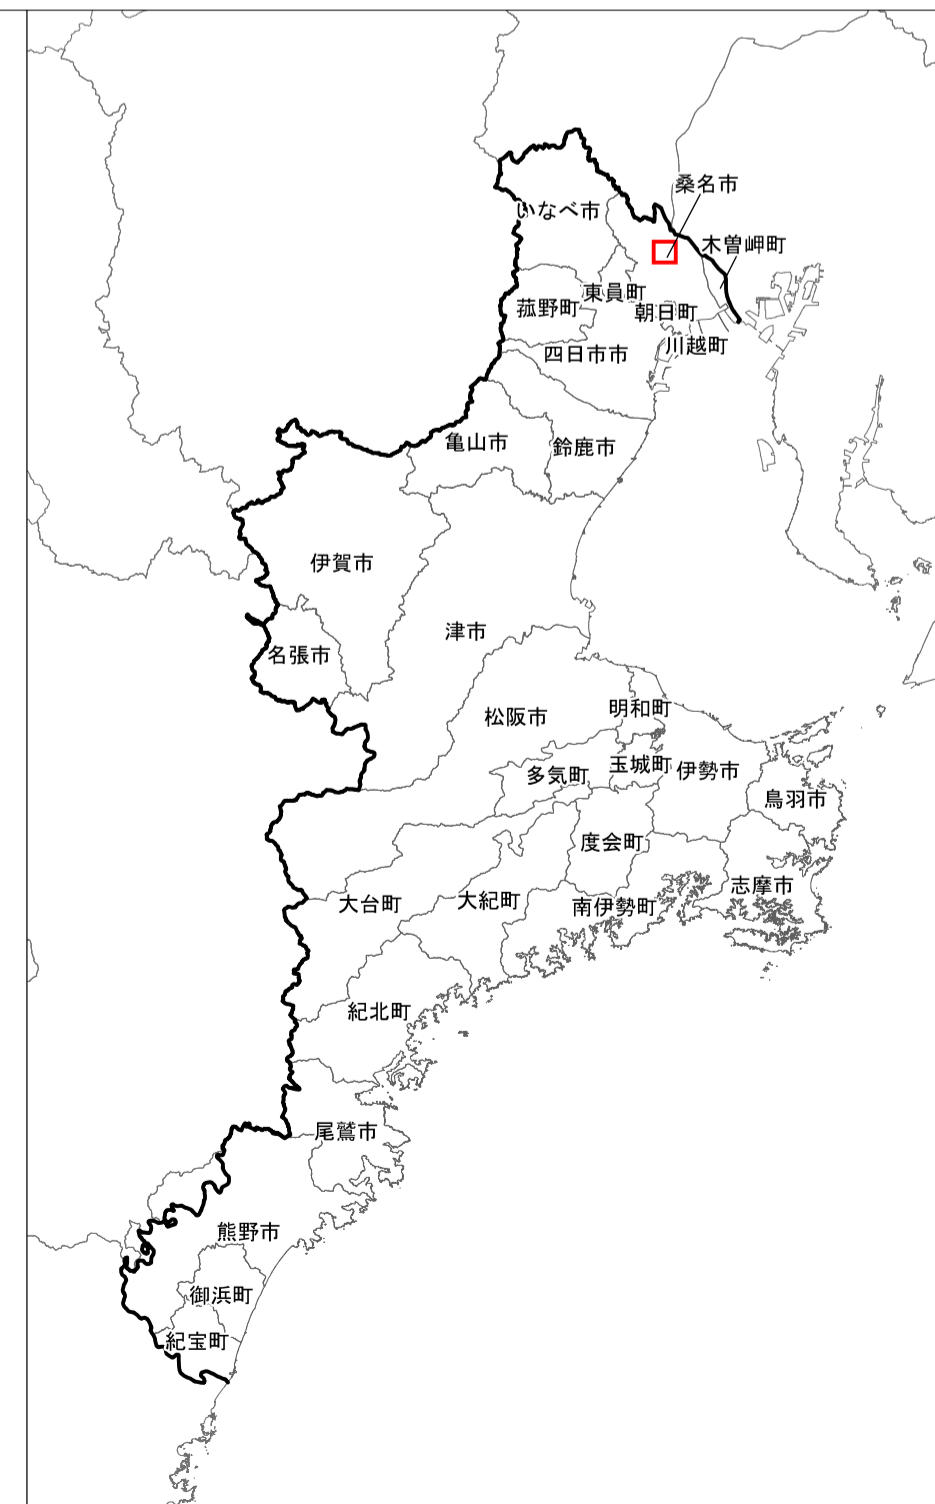 桑名市
いなべ市
木曽岬町
東員町
菰野町
朝日町
川越町
四日市市
亀山市
鈴鹿市
伊賀市
津市
名張市
松阪市
明和町
多気町
玉城町
伊勢市
鳥羽市
度会町
志摩市
大台町
大紀町
南伊勢町
紀北町
尾鷲市
熊野市
御浜町
紀宝町